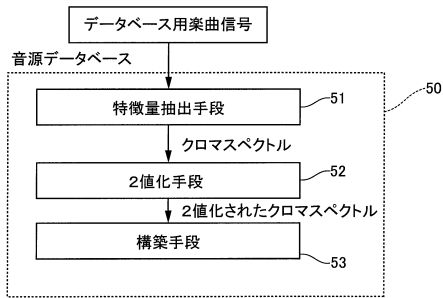 データベース用楽曲信号
音源データベース
50
特徴量抽出手段
51
クロマスペクトル
2値化手段
52
2値化されたクロマスペクトル
構築手段
53